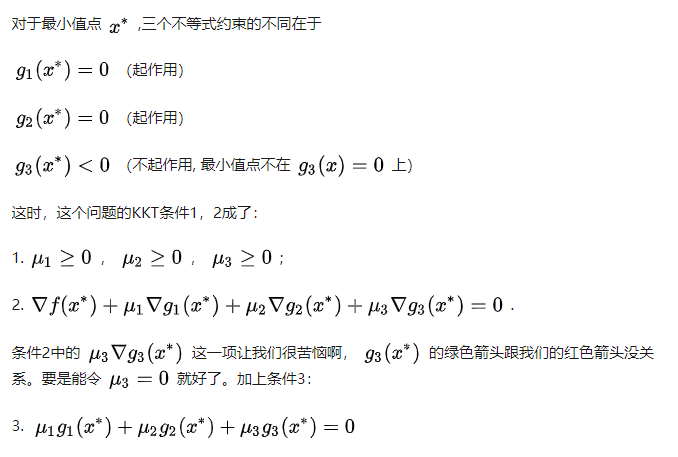 对于最小值点 x* ,三个不等式约束的不同在于
g₁(x*) = 0 (起作用)
g₂(x*) = 0 (起作用)
g₃(x*) < 0 (不起作用, 最小值点不在 g₃(x) = 0 上)
这时，这个问题的KKT条件1，2成了：
1. μ₁ ≥ 0 ， μ₂ ≥ 0 ， μ₃ ≥ 0 ；
2. ∇f(x*) + μ₁∇g₁(x*) + μ₂∇g₂(x*) + μ₃∇g₃(x*) = 0 .
条件2中的 μ₃∇g₃(x*) 这一项让我们很苦恼啊， g₃(x*) 的绿色箭头跟我们的红色箭头没关
系。要是能令 μ₃ = 0 就好了。加上条件3：
3. μ₁g₁(x*) + μ₂g₂(x*) + μ₃g₃(x*) = 0